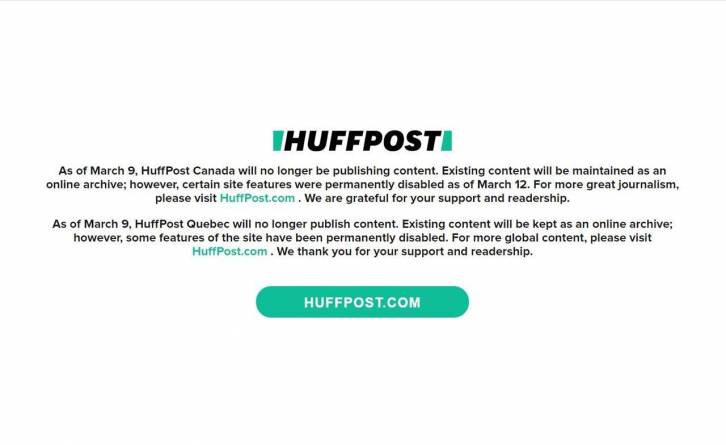 HUFFPOST
As of March 9, HuffPost Canada will no longer be publishing content. Existing content will be maintained as an
online archive; however, certain site features were permanently disabled as of March 12. For more great journalism,
please visit HuffPost.com . We are grateful for your support and readership.
As of March 9, HuffPost Quebec will no longer publish content. Existing content will be kept as an online archive;
however, some features of the site have been permanently disabled. For more global content, please visit
HuffPost.com . We thank you for your support and readership.
HUFFPOST.COM